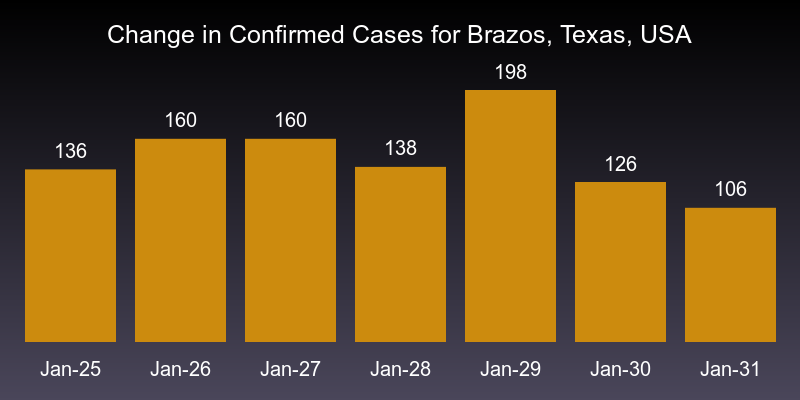 Change in Confirmed Cases for Brazos, Texas, USA
198
160 160
136 138
126
106
Jan-25 Jan-26 Jan-27 Jan-28 Jan-29 Jan-30 Jan-31